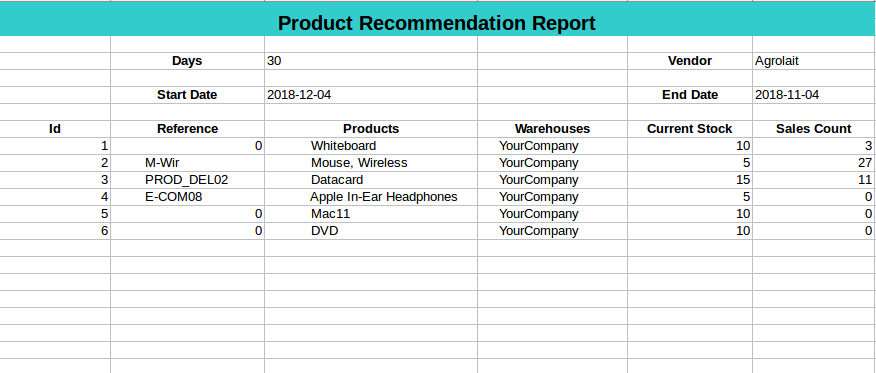 Product Recommendation Report
Days 30 Vendor Agrolait
Start Date 2018-12-04 End Date 2018-11-04
Id Reference Products Warehouses Current Stock Sales Count
1 0 Whiteboard YourCompany 10 3
2 M-Wir Mouse, Wireless YourCompany 5 27
3 PROD_DEL02 Datacard YourCompany 15 11
4 E-COM08 Apple In-Ear Headphones YourCompany 5 0
5 0 Mac11 YourCompany 10 0
6 0 DVD YourCompany 10 0